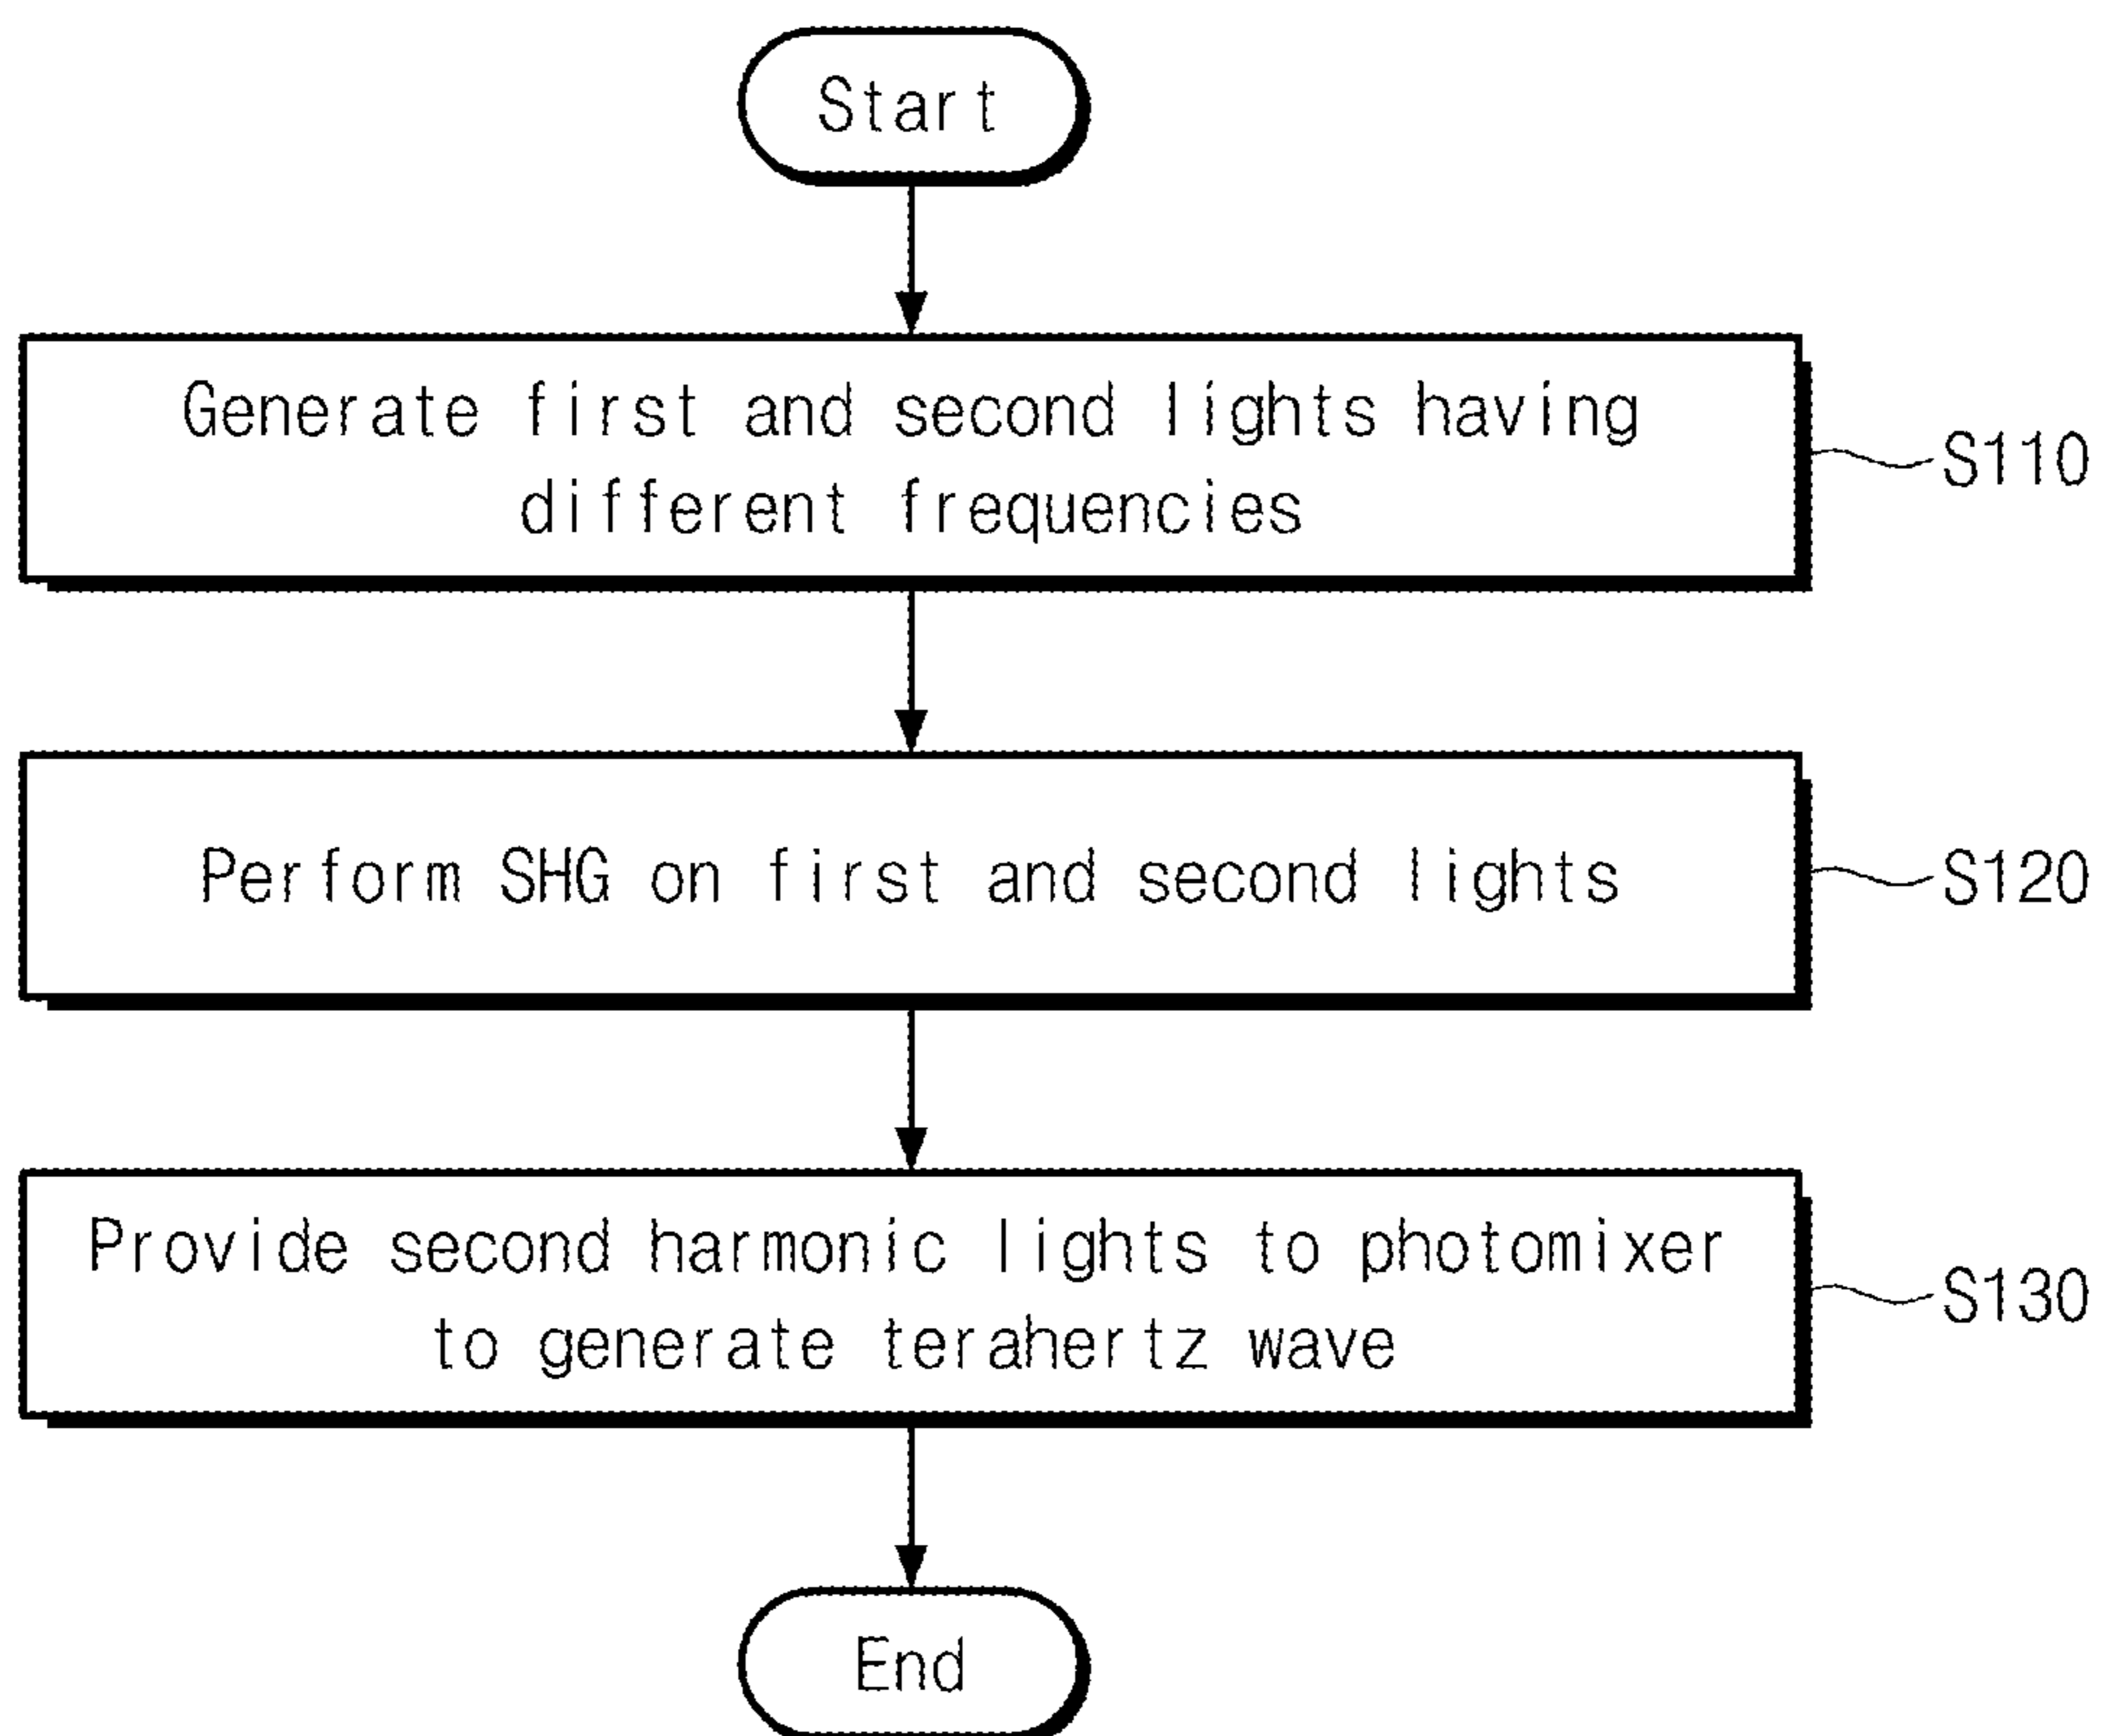 Start
Generate first and second lights having
different frequencies
S110
Perform SHG on first and second lights
S120
Provide second harmonic lights to photomixer
to generate terahertz wave
S130
End